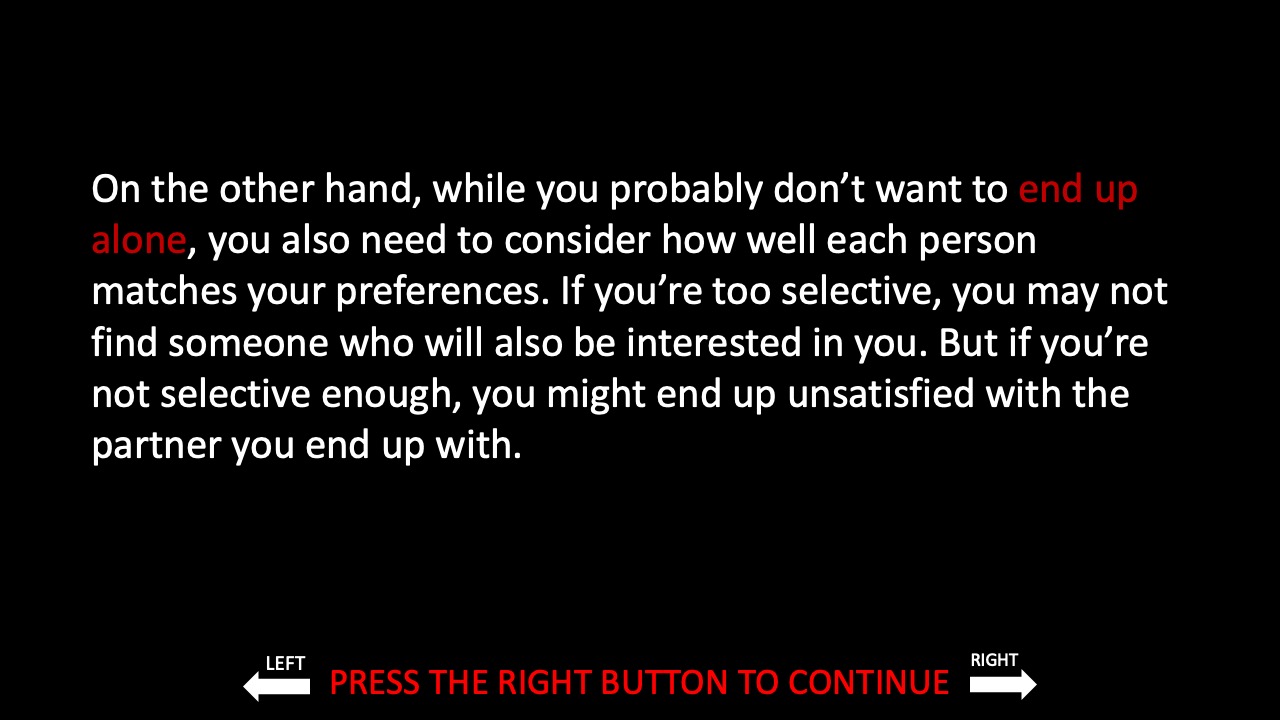 On the other hand, while you probably don’t want to end up
alone, you also need to consider how well each person
matches your preferences. If you’re too selective, you may not
find someone who will also be interested in you. But if you’re
not selective enough, you might end up unsatisfied with the
partner you end up with.
LEFT
PRESS THE RIGHT BUTTON TO CONTINUE
RIGHT